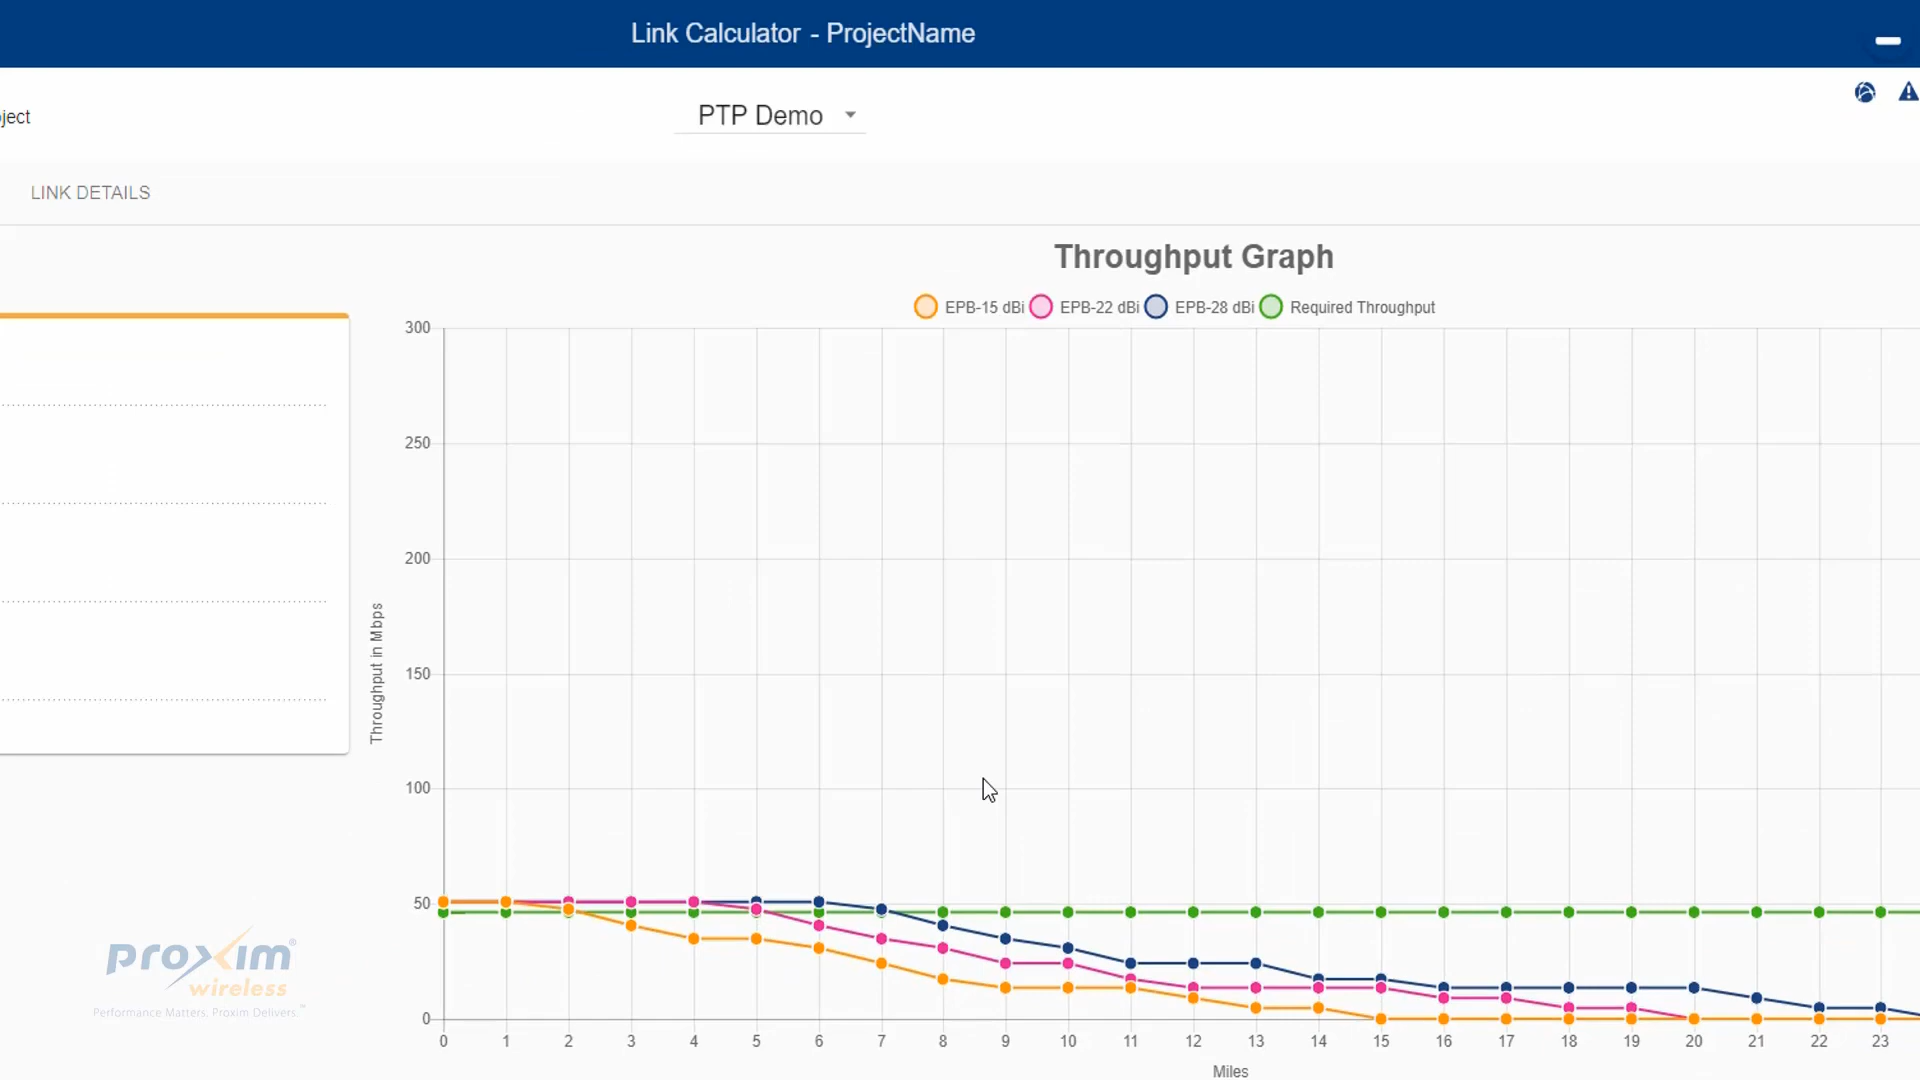 Link Calculator - ProjectName
ject
PTP Demo
LINK DETAILS
Throughput Graph
EPB-15 dBi EPB-22 dBi EPB-28 dBi Required Throughput
300
250
200
150
100
50
0
Throughput in Mbps
0 1 2 3 4 5 6 7 8 9 10 11 12 13 14 15 16 17 18 19 20 21 22 23
Miles
proxim®
wireless
Performance Matters. Proxim Delivers.™